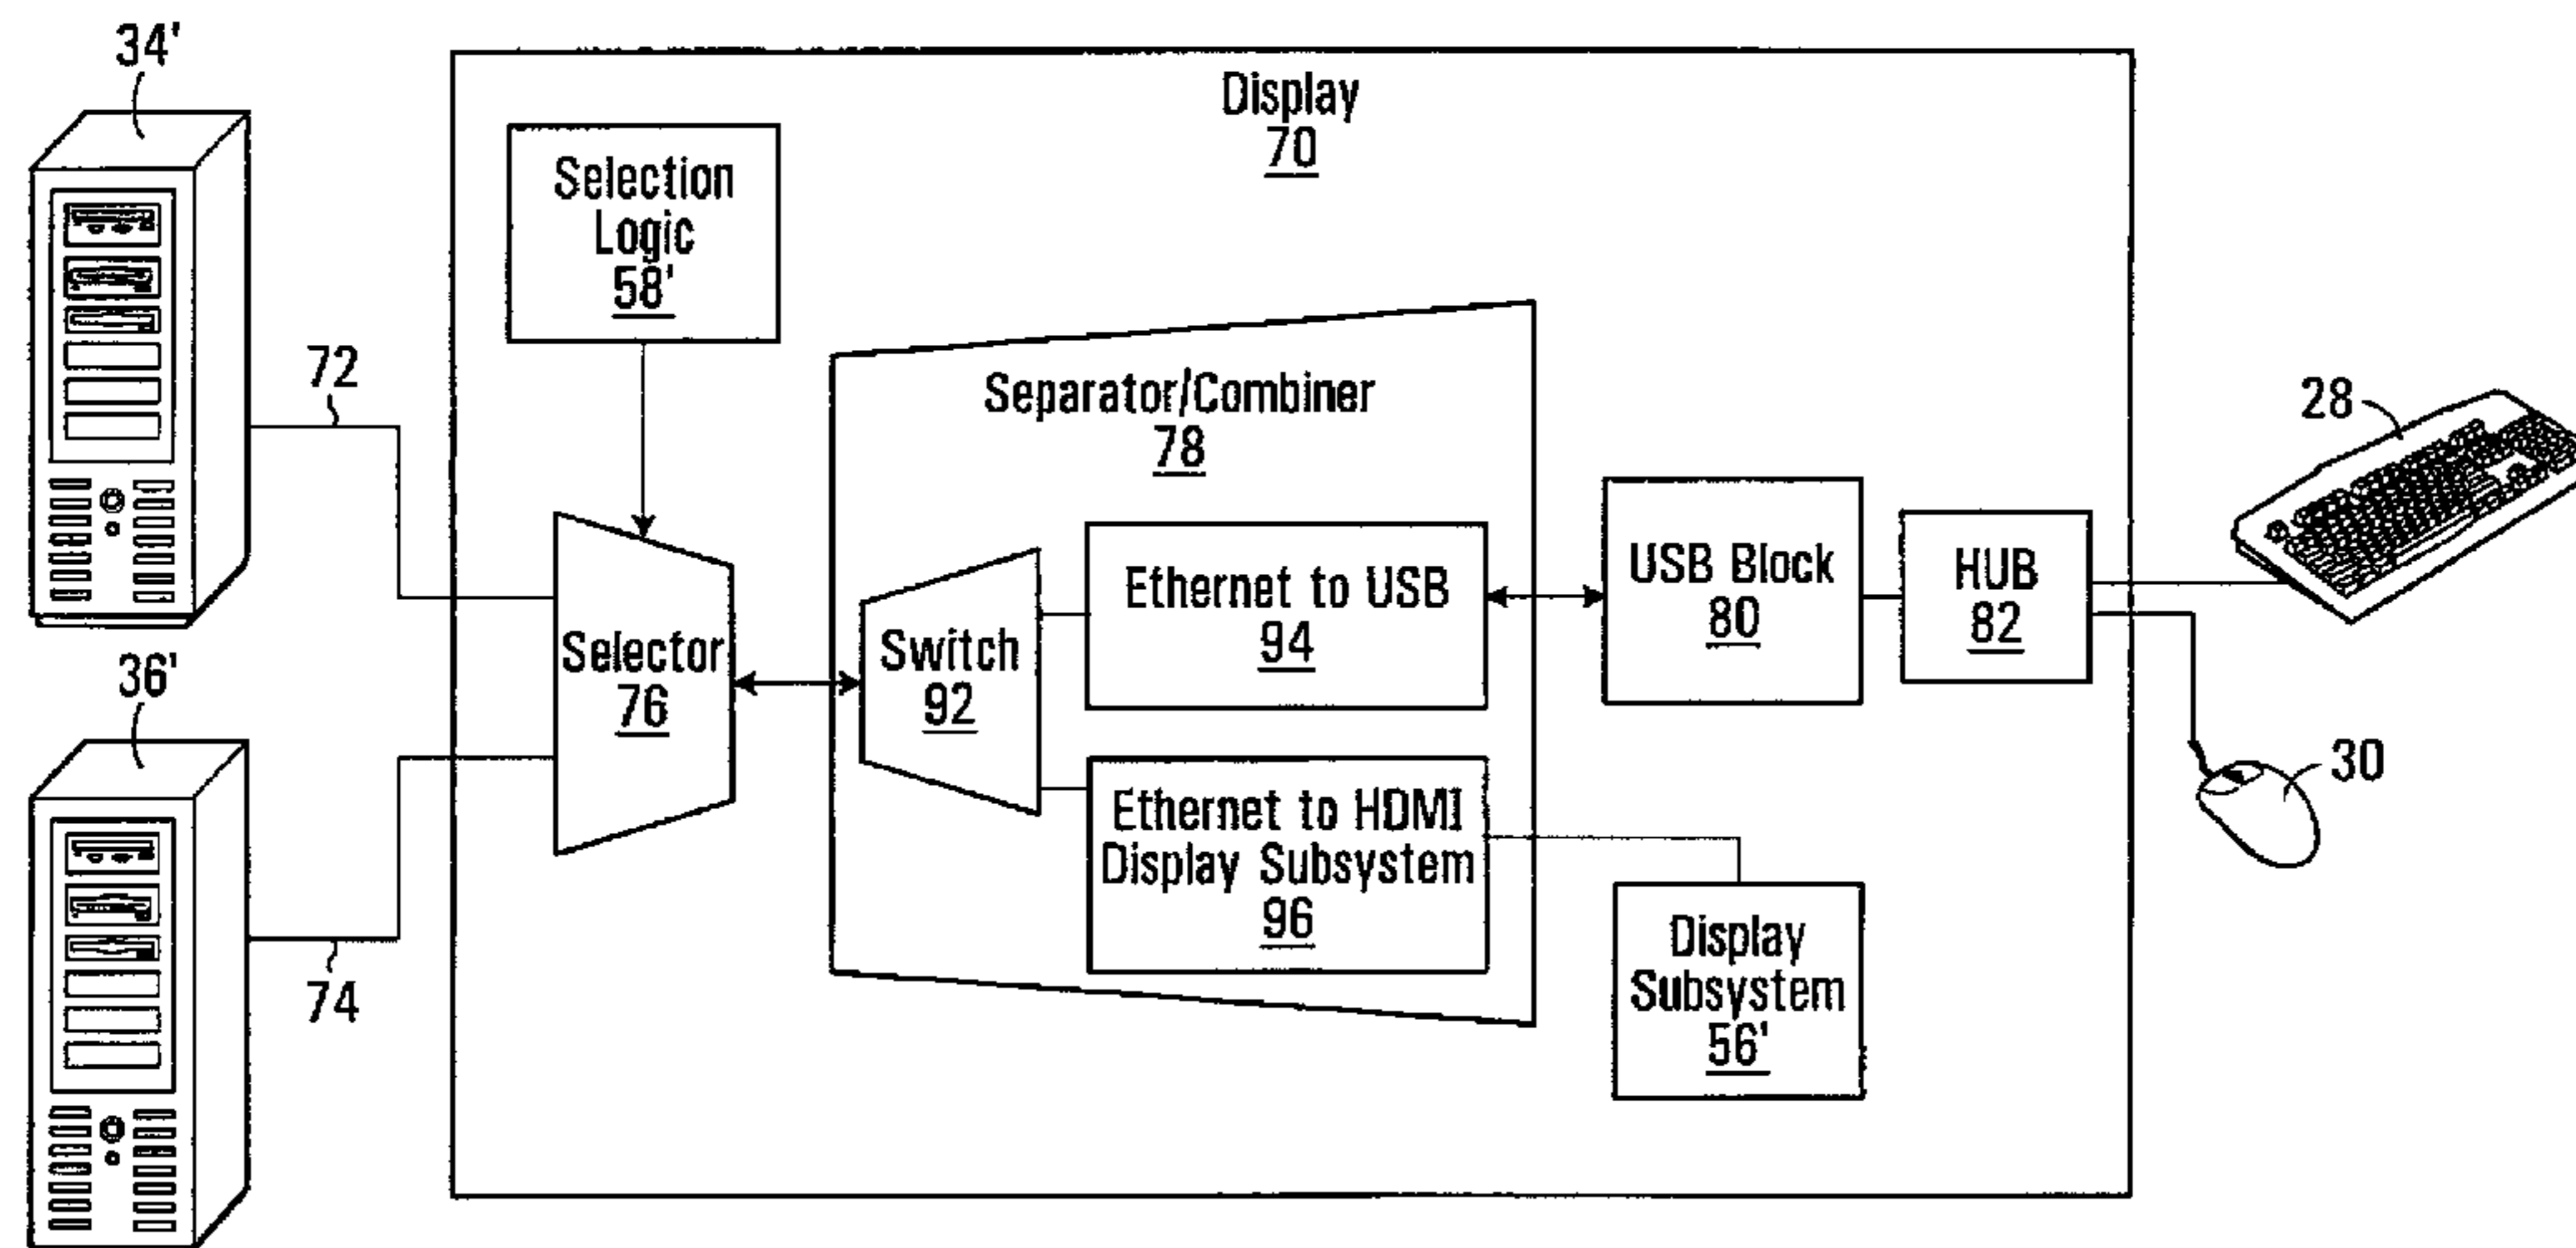 34'
Display
70
Selection
Logic
58'
72
Separator/Combiner
78
28
Ethernet to USB
94
USB Block
80
HUB
82
Selector
76
Switch
92
36'
30
Ethernet to HDMI
Display Subsystem
96
Display
Subsystem
56'
74